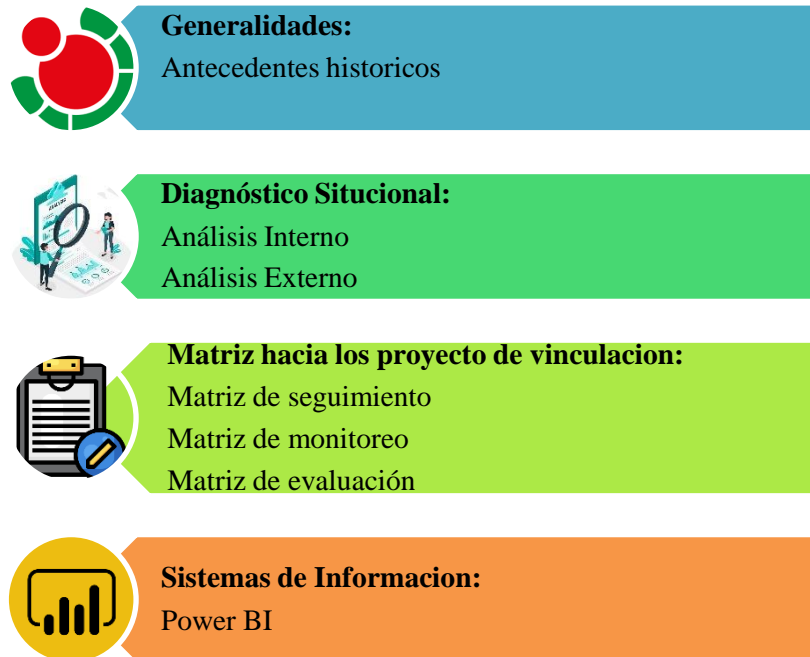 Generalidades:
Antecedentes historicos
Diagnóstico Situcional:
Análisis Interno
Análisis Externo
Matriz hacia los proyecto de vinculacion:
Matriz de seguimiento
Matriz de monitoreo
Matriz de evaluación
Sistemas de Informacion:
Power BI